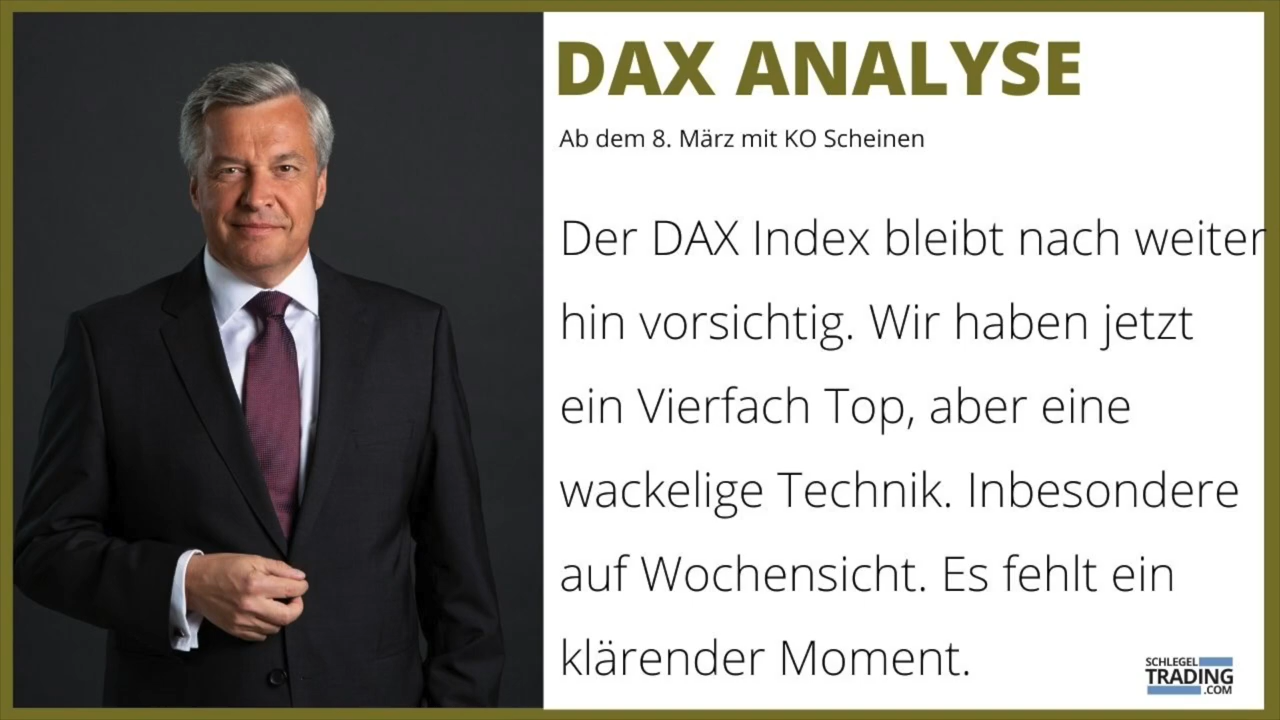 DAX ANALYSE
Ab dem 8. März mit KO Scheinen
Der DAX Index bleibt nach weiter
hin vorsichtig. Wir haben jetzt
ein Vierfach Top, aber eine
wackelige Technik. Inbesondere
auf Wochensicht. Es fehlt ein
klärender Moment.
SCHLEGEL
TRADING
.COM